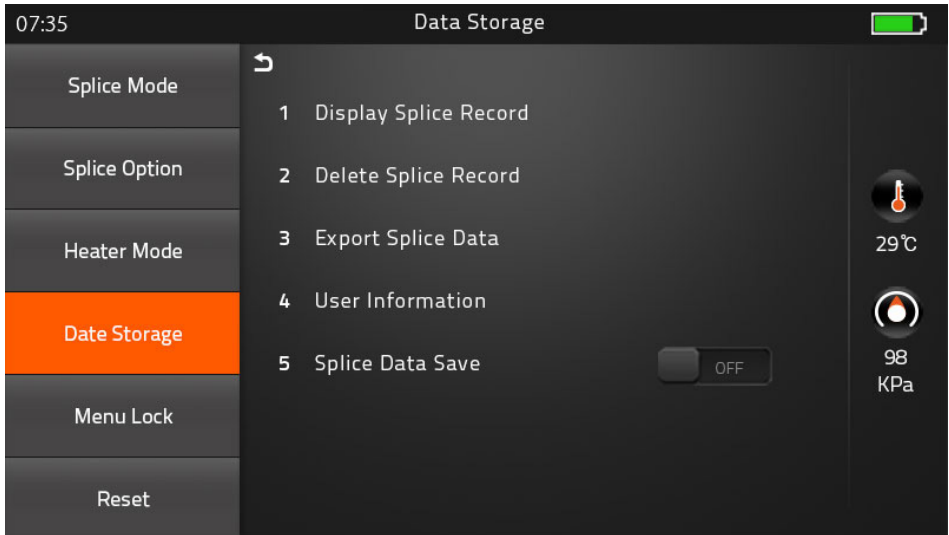 07:35
Data Storage
Splice Mode
Splice Option
Heater Mode
Date Storage
Menu Lock
Reset
1 Display Splice Record
2 Delete Splice Record
3 Export Splice Data
4 User Information
5 Splice Data Save
OFF
29℃
98
KPa